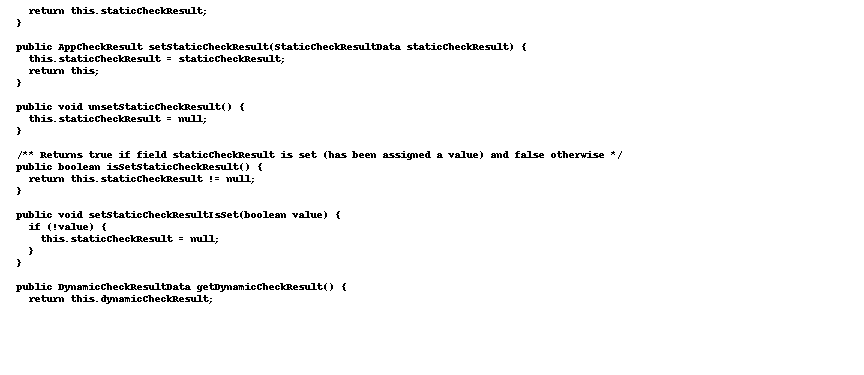 return this.staticCheckResult;
}
public AppCheckResult setStaticCheckResult(StaticCheckResultData staticCheckResult) {
this.staticCheckResult = staticCheckResult;
return this;
}
public void unsetStaticCheckResult() {
this.staticCheckResult = null;
}
/** Returns true if field staticCheckResult is set (has been assigned a value) and false otherwise */
public boolean isSetStaticCheckResult() {
return this.staticCheckResult != null;
}
public void setStaticCheckResultIsSet(boolean value) {
if (!value) {
this.staticCheckResult = null;
}
}
public DynamicCheckResultData getDynamicCheckResult() {
return this.dynamicCheckResult;